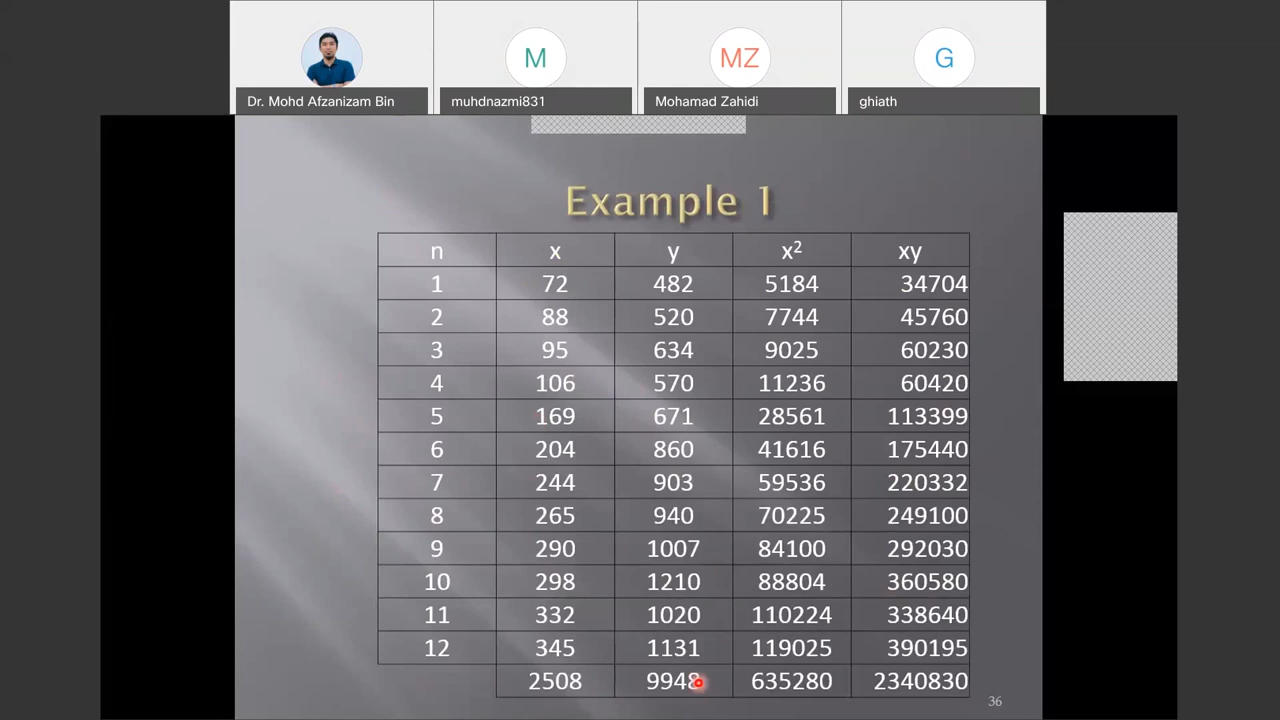 M MZ G
Dr. Mohd Afzanizam Bin muhdnazmi831 Mohamad Zahidi ghiath
Example 1
n x y x² xy
1 72 482 5184 34704
2 88 520 7744 45760
3 95 634 9025 60230
4 106 570 11236 60420
5 169 671 28561 113399
6 204 860 41616 175440
7 244 903 59536 220332
8 265 940 70225 249100
9 290 1007 84100 292030
10 298 1210 88804 360580
11 332 1020 110224 338640
12 345 1131 119025 390195
2508 9948 635280 2340830
36